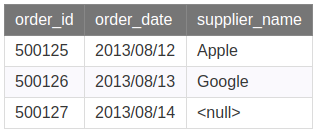 order_id order_date supplier_name
500125 2013/08/12 Apple
500126 2013/08/13 Google
500127 2013/08/14 <null>